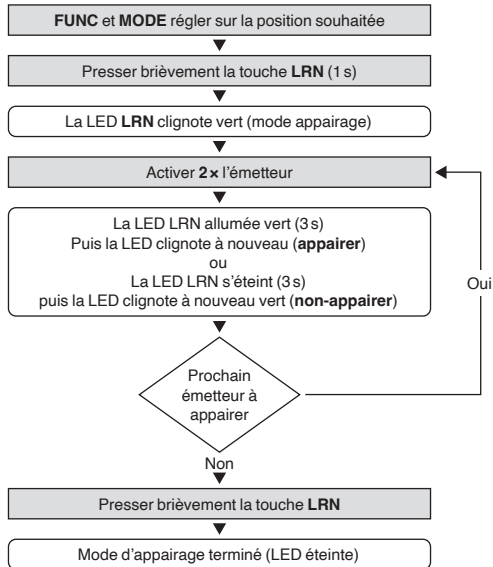 FUNC et MODE régler sur la position souhaitée
Presser brièvement la touche LRN (1 s)
La LED LRN clignote vert (mode appairage)
Activer 2× l'émetteur
La LED LRN allumée vert (3 s)
Puis la LED clignote à nouveau (appairer)
ou
La LED LRN s'éteint (3 s)
puis la LED clignote à nouveau vert (non-appairer)
Oui
Prochain
émetteur à
appairer
Non
Presser brièvement la touche LRN
Mode d'appairage terminé (LED éteinte)